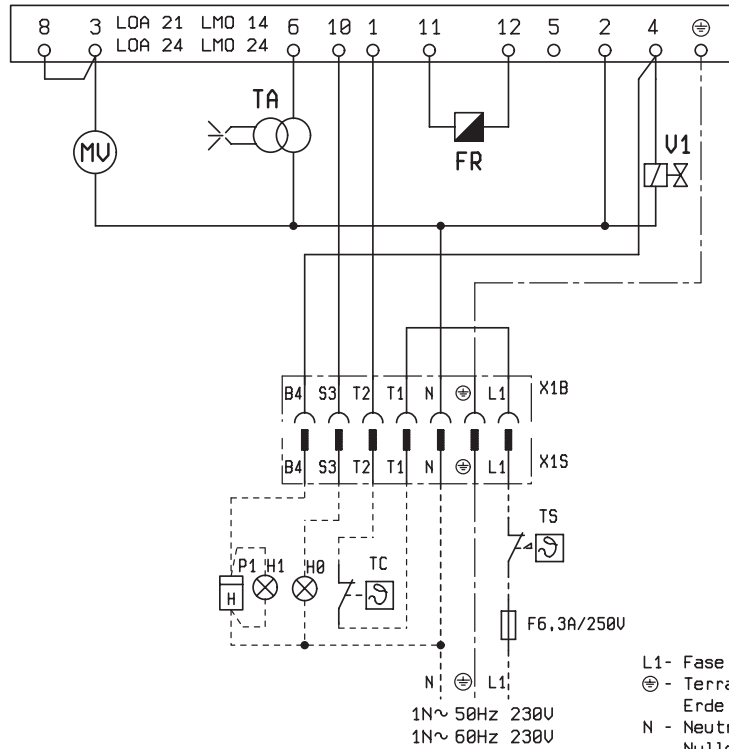 8 3 LOA 21 LMO 14 6 10 1 11 12 5 2 4
LOA 24 LMO 24
TA
MV
FR
V1
B4 S3 T2 T1 N L1 X1B
B4 S3 T2 T1 N L1 X1S
TS
P1 H1 H0 TC
H
F6,3A/250V
N L1
1N~ 50Hz 230V
1N~ 60Hz 230V
L1- Fase
⏚ - Terra
Erde
N - Neutr